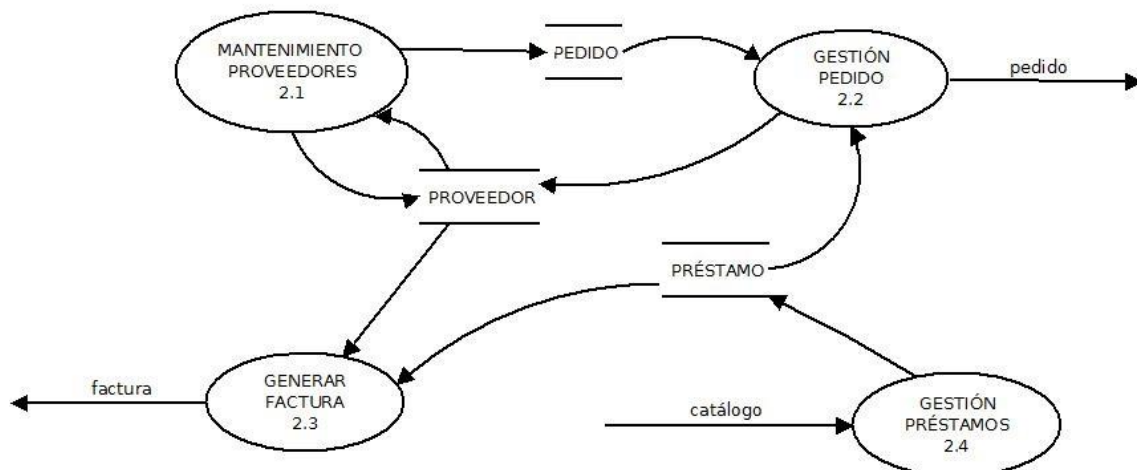 MANTENIMIENTO
PROVEEDORES
2.1
PEDIDO
GESTIÓN
PEDIDO
2.2
pedido
PROVEEDOR
PRÉSTAMO
GENERAR
FACTURA
2.3
factura
catálogo
GESTIÓN
PRÉSTAMOS
2.4